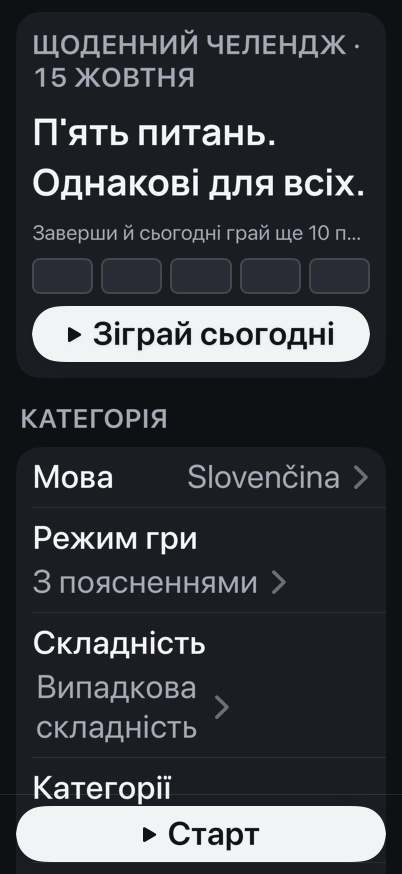 ЩОДЕННИЙ ЧЕЛЕНДЖ ·
15 ЖОВТНЯ
П'ять питань.
Однакові для всіх.
Заверши й сьогодні грай ще 10 п...
Зіграй сьогодні
КАТЕГОРІЯ
Мова Slovenčina
Режим гри
З поясненнями
Складність
Випадкова
складність
Категорії
Старт